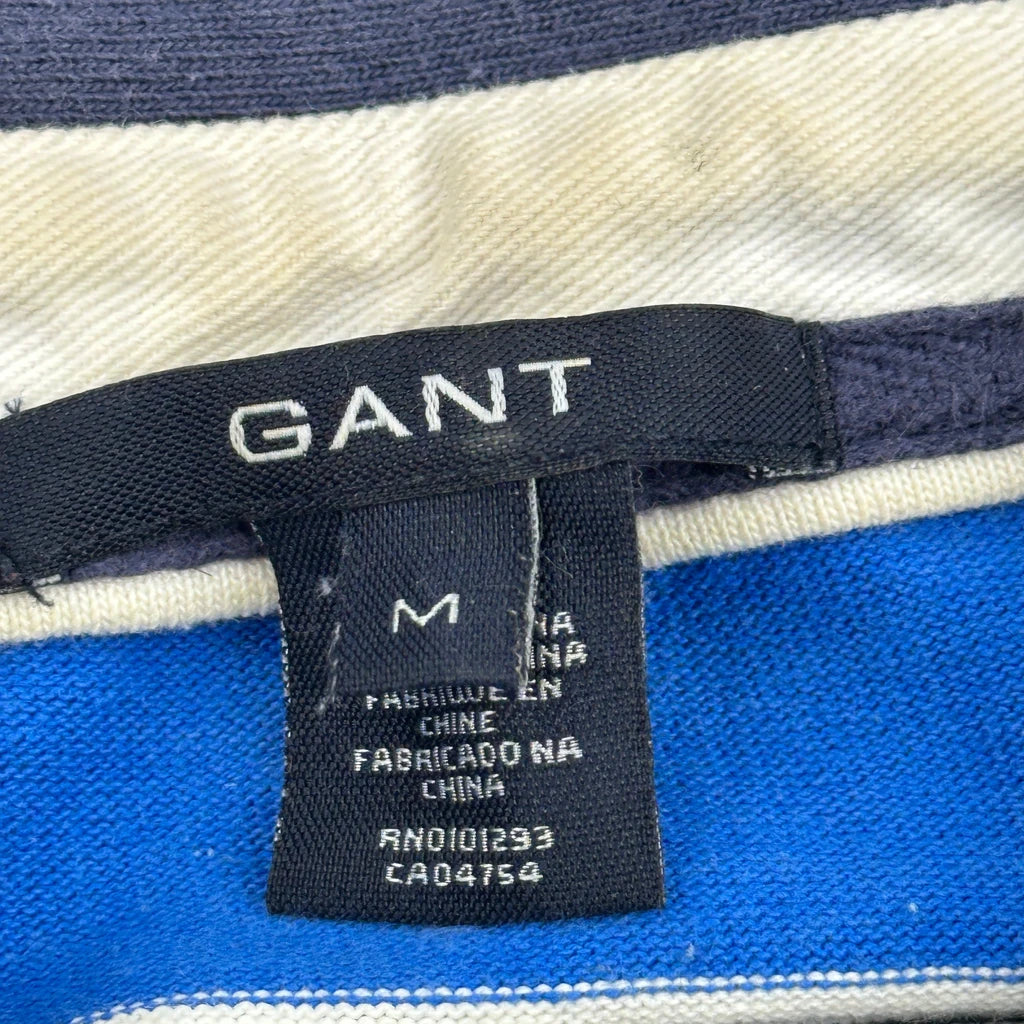 GANT
M
FABRIQUE EN
CHINE
FABRICADO NA
CHINA
RN0101293
CA04754